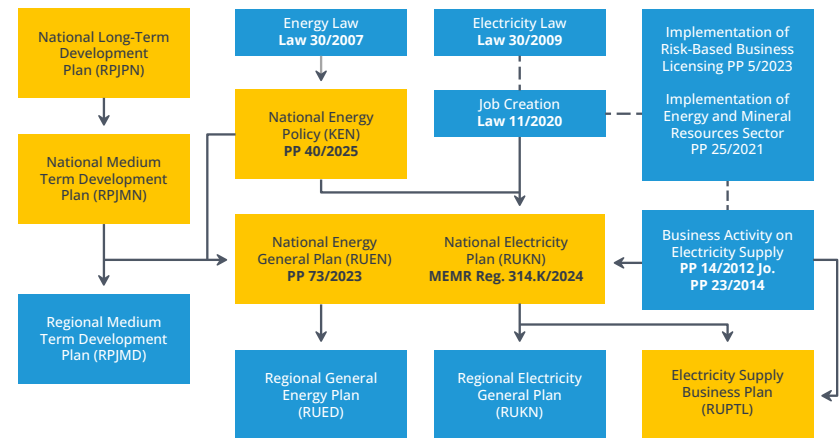 National Long-Term
Development
Plan (RPJPN)
Energy Law
Law 30/2007
Electricity Law
Law 30/2009
Implementation of
Risk-Based Business
Licensing PP 5/2023
Implementation of
Energy and Mineral
Resources Sector
PP 25/2021
National Energy
Policy (KEN)
PP 40/2025
Job Creation
Law 11/2020
National Medium
Term Development
Plan (RPJMN)
National Energy
General Plan (RUEN)
PP 73/2023
National Electricity
Plan (RUKN)
MEMR Reg. 314.K/2024
Business Activity on
Electricity Supply
PP 14/2012 Jo.
PP 23/2014
Regional Medium
Term Development
Plan (RPJMD)
Regional General
Energy Plan
(RUED)
Regional Electricity
General Plan
(RUKN)
Electricity Supply
Business Plan
(RUPTL)